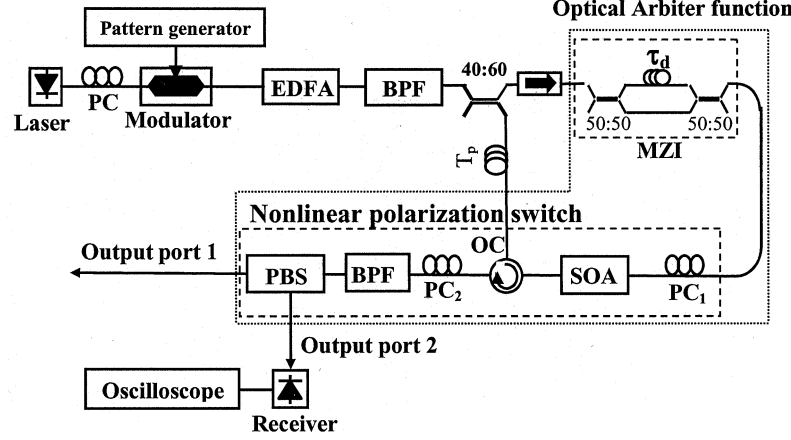 Optical Arbiter function
Pattern generator
Laser
PC
Modulator
EDFA
BPF
40:60
τd
50:50
50:50
MZI
Tp
Nonlinear polarization switch
OC
Output port 1
PBS
BPF
PC2
SOA
PC1
Output port 2
Oscilloscope
Receiver